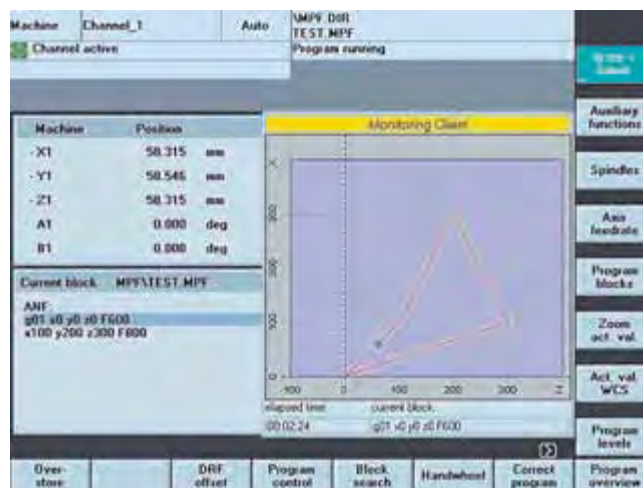 Machine Channel_1 Auto \MPF.DIR
TEST.MPF
Channel active Program running
Auxiliary functions
Spindles
Axis feedrate
Program blocks
Zoom act. val.
Act. val. WCS
Program levels
Machine Position
-X1 58.315 mm
-Y1 58.546 mm
-Z1 58.315 mm
A1 0.000 deg
B1 0.000 deg
Current block MPF\TEST.MPF
ANF:
g01 x0 y0 z0 F600
x100 y200 z300 F800
Monitoring Client
X
300
200
100
0
-100 0 100 200 300 Z
elapsed time current block:
00:02:24 g01 x0 y0 z0 F600
Over-store
DRF offset
Program control
Block search
Handwheel
Correct program
Program overview